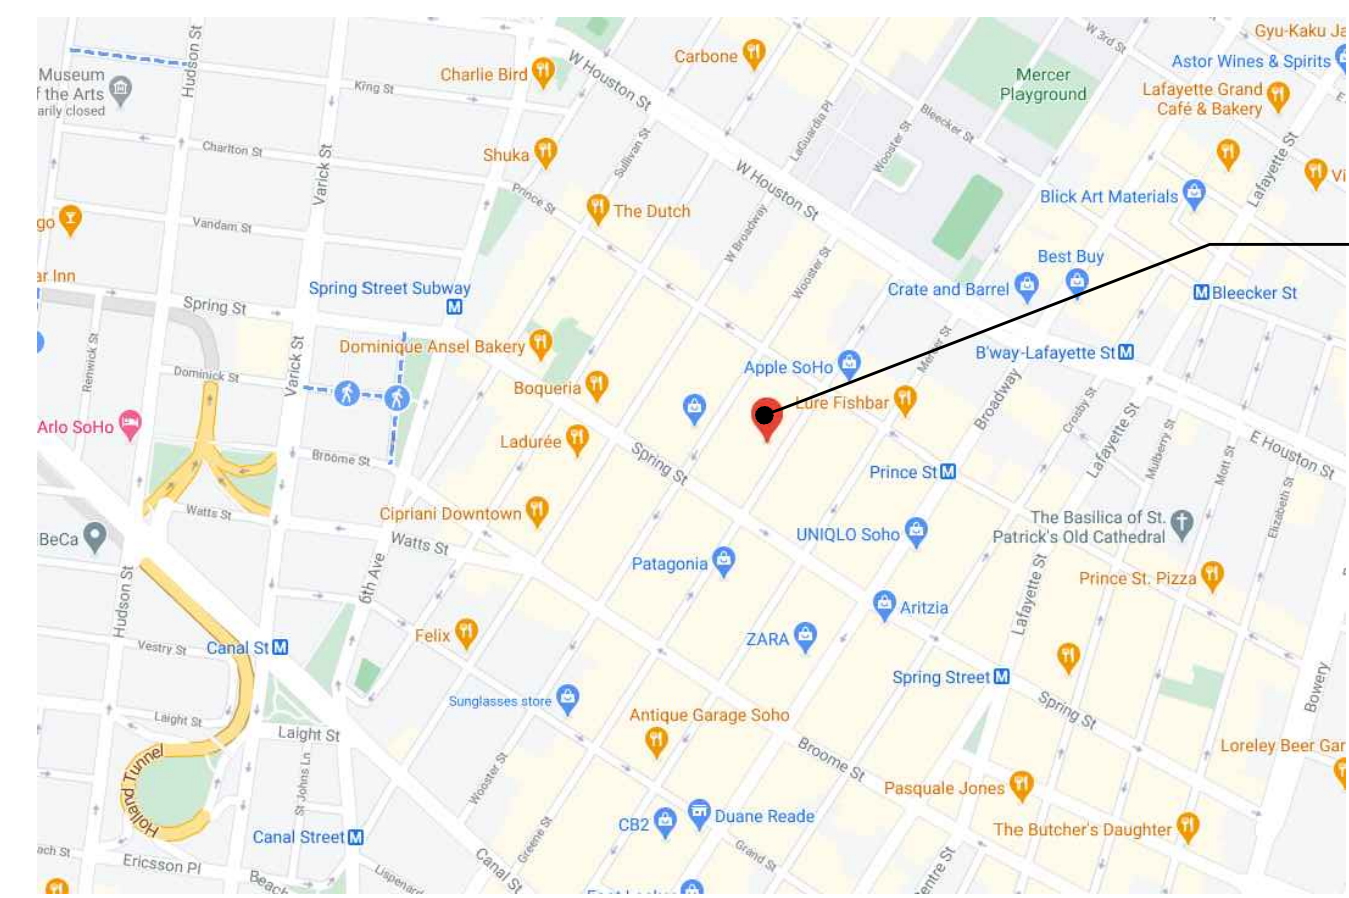 Hudson St
Gyu-Kaku Ja
W 3rd St
Carbone
Astor Wines & Spirits
Museum
f the Arts
arily closed
Charlie Bird
W Houston St
Mercer
Playground
Lafayette Grand
Café & Bakery
King St
LaGuardia Pl
Bleecker St
Wooster St
Charlton St
Varick St
Shuka
Sullivan St
W Houston St
Lafayette St
Vi
Prince St
Blick Art Materials
go
Vandam St
The Dutch
W Broadway
Wooster St
Best Buy
ar Inn
Spring Street Subway
Crate and Barrel
Bleecker St
Spring St
Renwick St
Varick St
Dominique Ansel Bakery
Mercer St
B'way-Lafayette St
Apple SoHo
Dominick St
Boqueria
Lure Fishbar
Broadway
Crosby St
Lafayette St
Arlo SoHo
Ladurée
Mulberry St
Mott St
E Houston St
Broome St
Spring St
Prince St
Elizabeth St
Watts St
Cipriani Downtown
The Basilica of St.
Patrick's Old Cathedral
BeCa
Watts St
UNIQLO Soho
Patagonia
6th Ave
Prince St. Pizza
Hudson St
Lafayette St
Aritzia
Felix
ZARA
Vestry St
Canal St
Spring Street
Bowery
Sunglasses store
Spring St
Laight St
Antique Garage Soho
Laight St
Broome St
Loreley Beer Gar
Holland Tunnel
St Johns Ln
Wooster St
Pasquale Jones
CB2
Duane Reade
The Butcher's Daughter
Canal Street
Greene St
Grand St
ach St
Ericsson Pl
Canal St
entre St
Beach
Lispenard